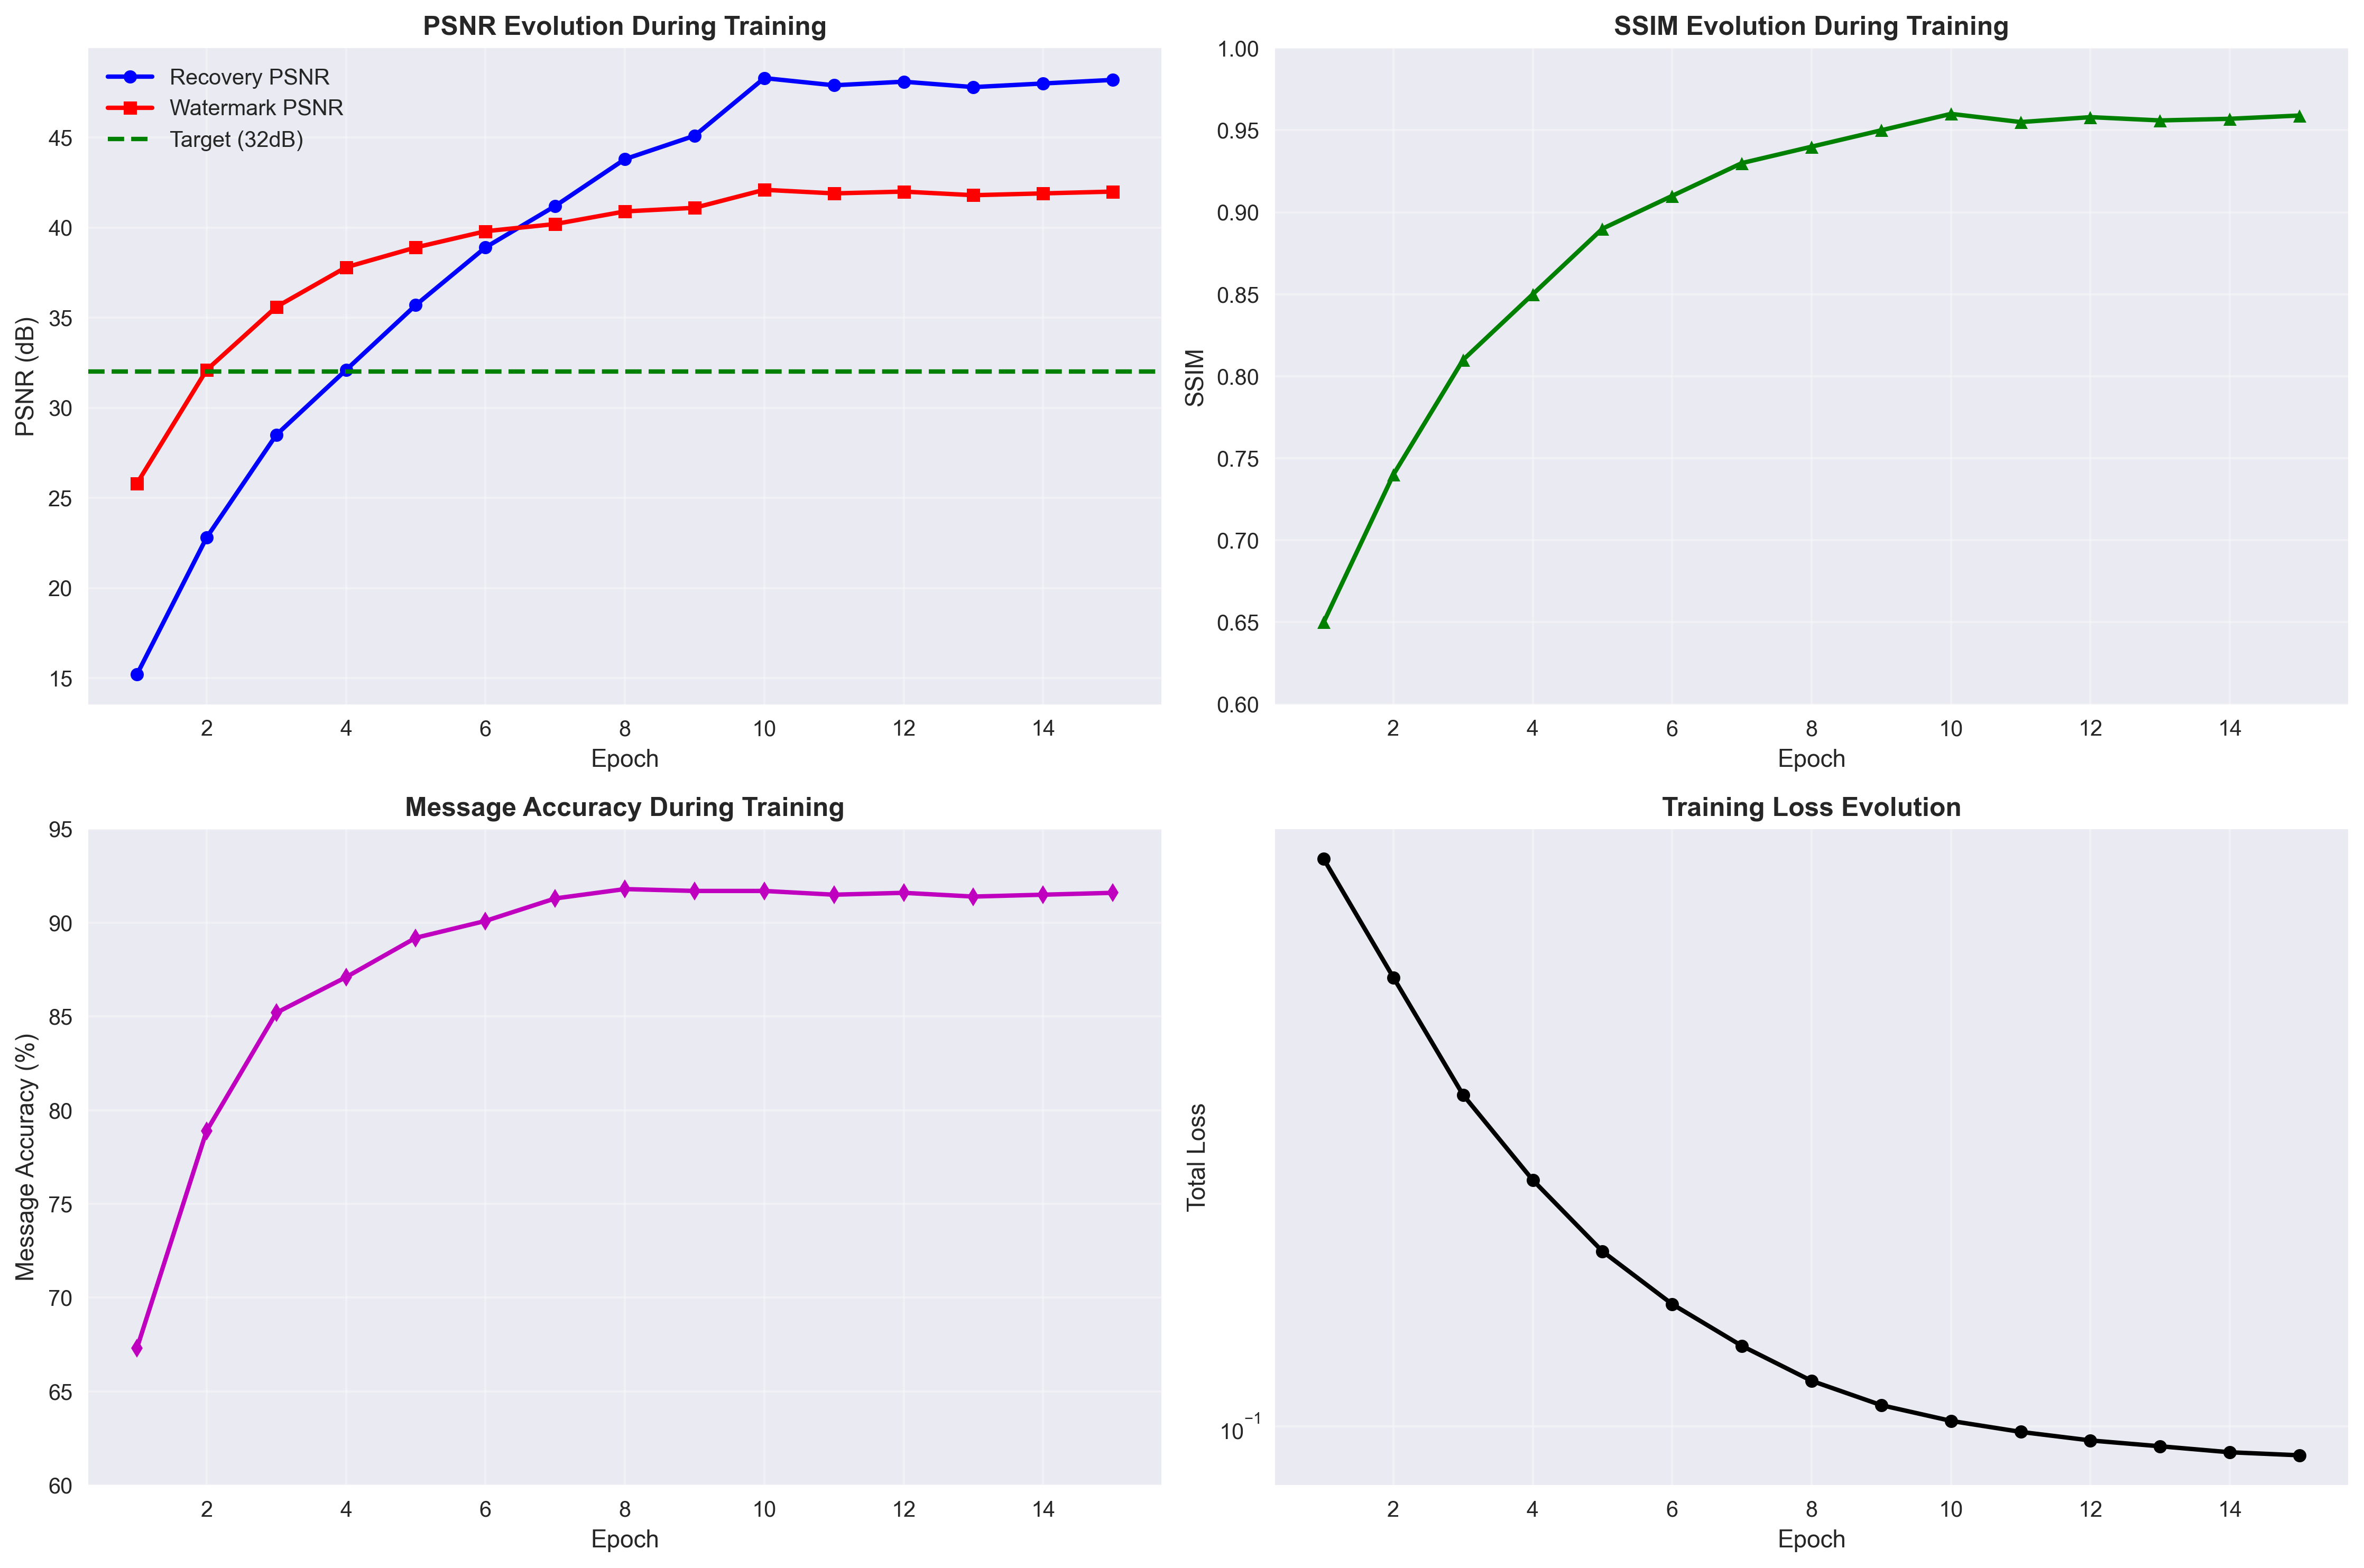 PSNR Evolution During Training
Recovery PSNR
Watermark PSNR
Target (32dB)
PSNR (dB)
45
40
35
30
25
20
15
2 4 6 8 10 12 14
Epoch
SSIM Evolution During Training
SSIM
1.00
0.95
0.90
0.85
0.80
0.75
0.70
0.65
0.60
2 4 6 8 10 12 14
Epoch
Message Accuracy During Training
Message Accuracy (%)
95
90
85
80
75
70
65
60
2 4 6 8 10 12 14
Epoch
Training Loss Evolution
Total Loss
10⁻¹
2 4 6 8 10 12 14
Epoch